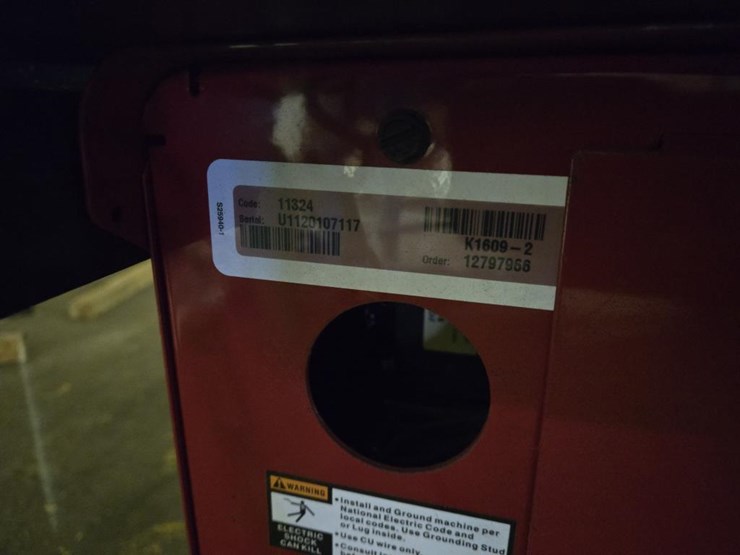 S25940-1
Code: 11324
Serial: U1120107117
K1609-2
Order: 12797956
WARNING
ELECTRIC
SHOCK
CAN KILL
•Install and Ground machine per
National Electric Code and
local codes. Use Grounding Stud
or Lug inside.
•Use CU wire only.
•Consult